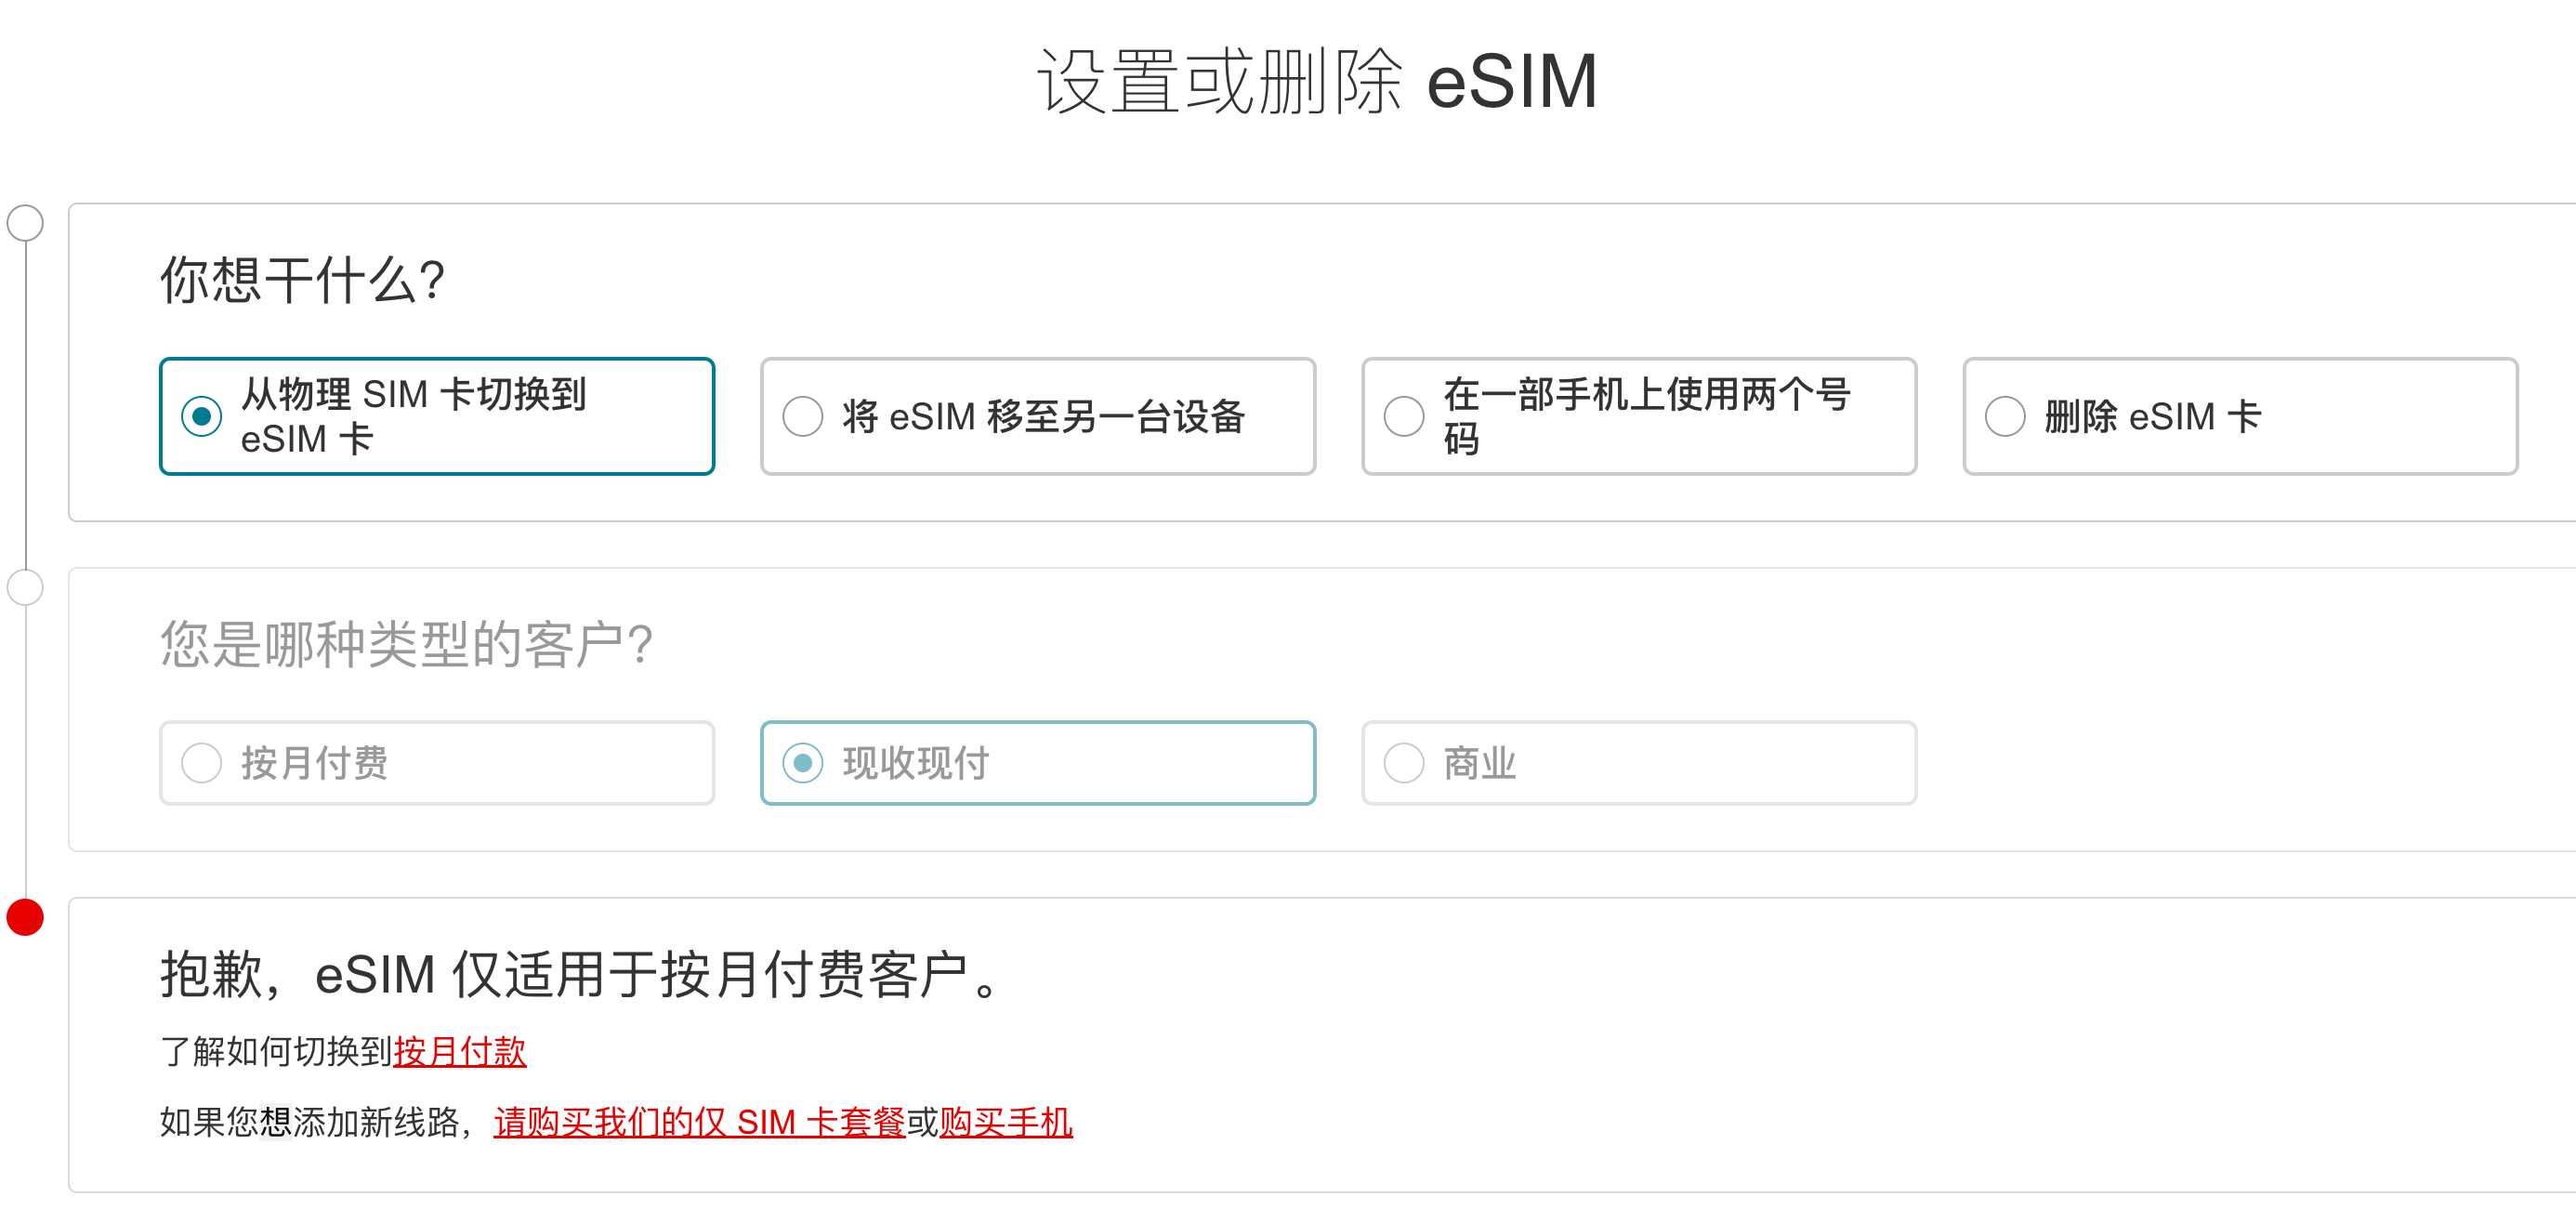 设置或删除 eSIM
你想干什么?
从物理 SIM 卡切换到
eSIM 卡
将 eSIM 移至另一台设备
在一部手机上使用两个号
码
删除 eSIM 卡
您是哪种类型的客户?
按月付费
现收现付
商业
抱歉，eSIM 仅适用于按月付费客户。
了解如何切换到按月付款
如果您想添加新线路，请购买我们的仅 SIM 卡套餐或购买手机